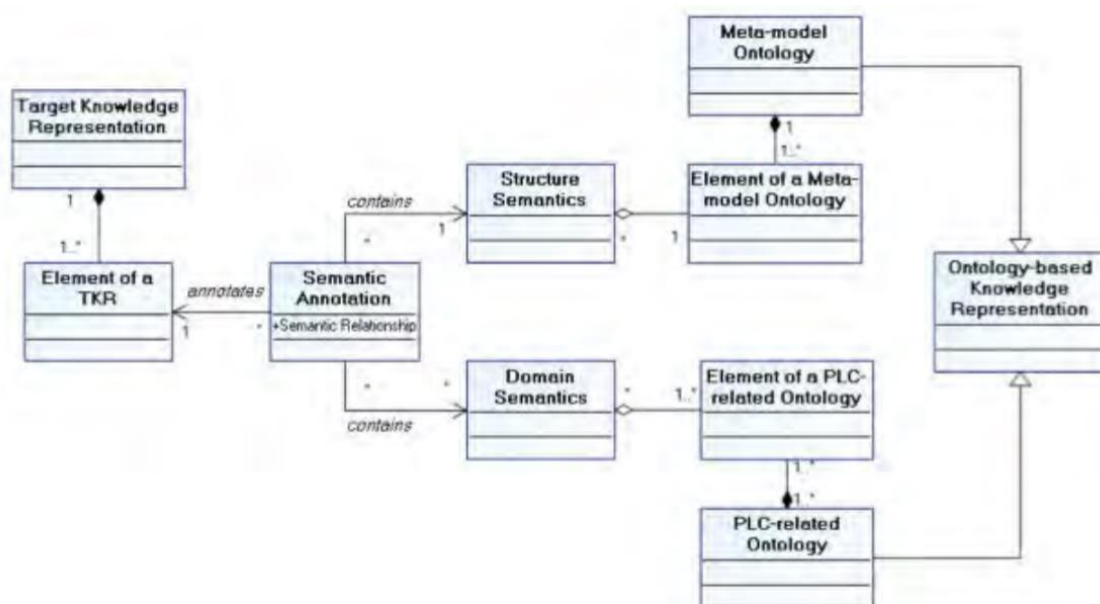 Meta-model
Ontology
1
1..*
Target Knowledge
Representation
1
1..*
Structure
Semantics
Element of a Meta-
model Ontology
contains
*
1
*
1
Element of a
TKR
annotates
1
*
Semantic
Annotation
+Semantic Relationship
Ontology-based
Knowledge
Representation
*
*
contains
Domain
Semantics
*
1..*
Element of a PLC-
related Ontology
1..*
1..*
PLC-related
Ontology